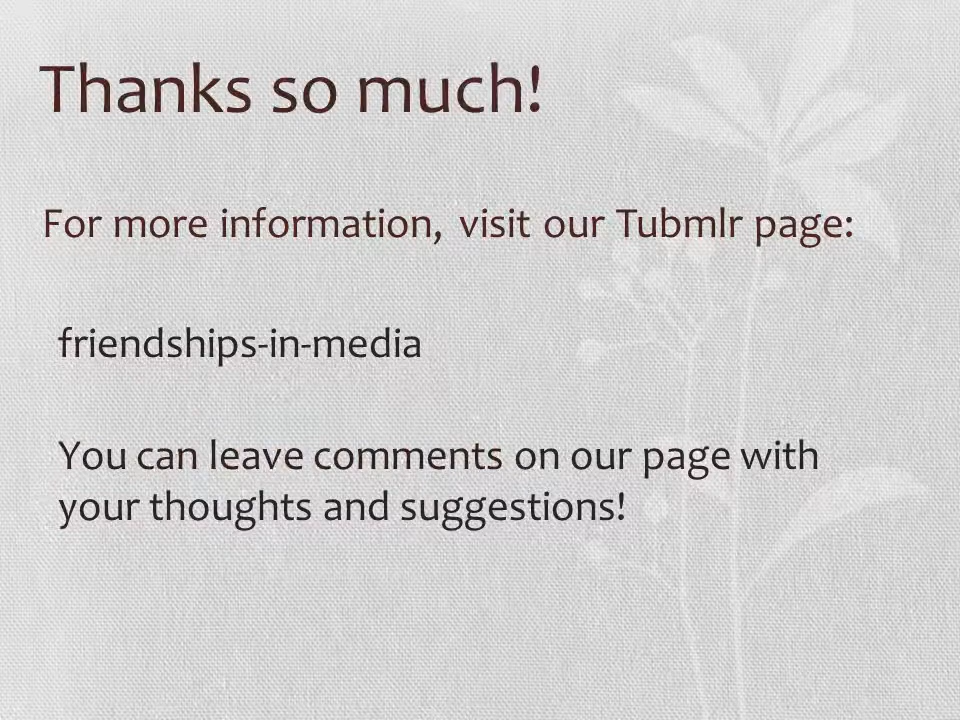 Thanks so much!
For more information, visit our Tubmlr page:
friendships-in-media
You can leave comments on our page with
your thoughts and suggestions!